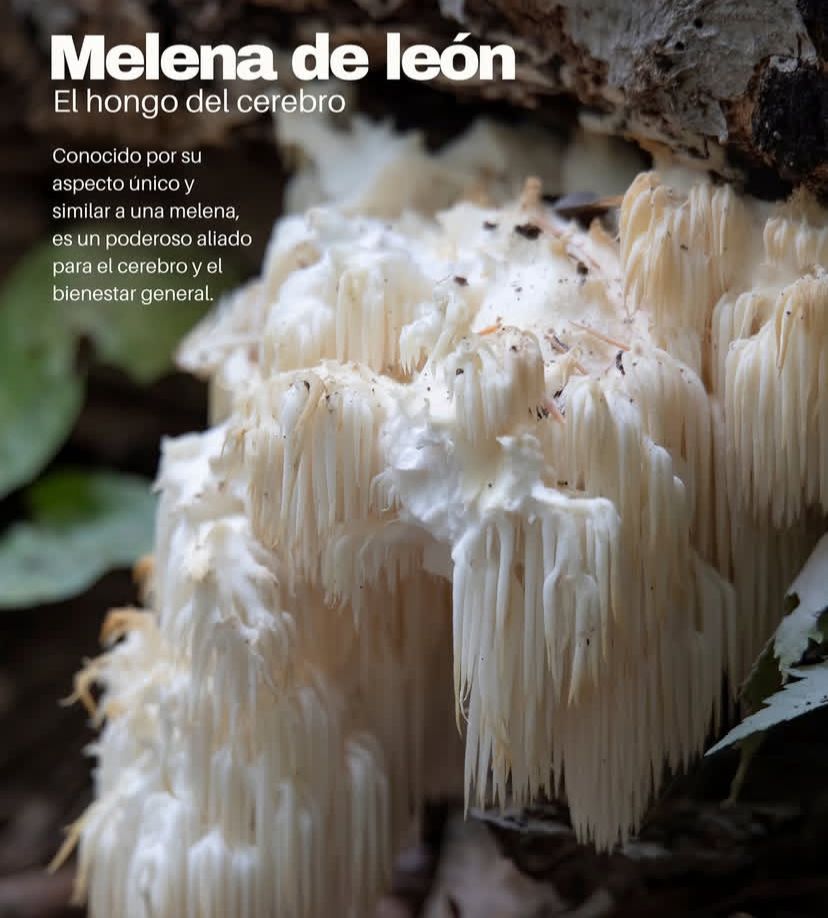 Melena de león
El hongo del cerebro
Conocido por su
aspecto único y
similar a una melena,
es un poderoso aliado
para el cerebro y el
bienestar general.